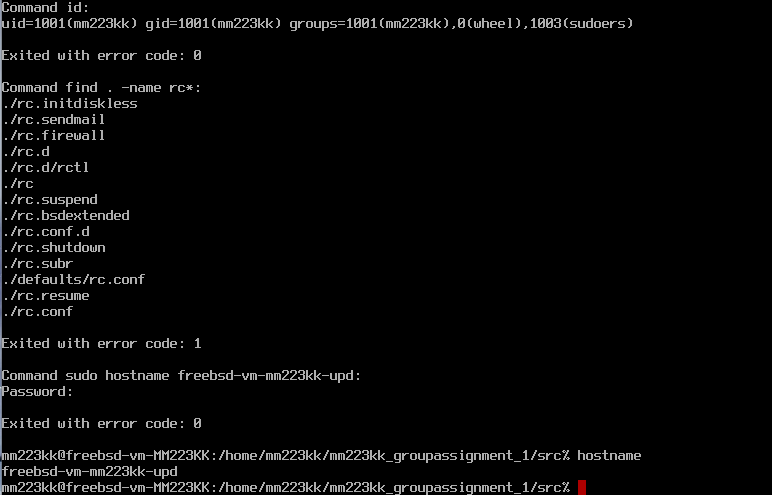 Command id:
uid=1001(mm223kk) gid=1001(mm223kk) groups=1001(mm223kk),0(wheel),1003(sudoers)
Exited with error code: 0
Command find . -name rc*:
./rc.initdiskless
./rc.sendmail
./rc.firewall
./rc.d
./rc.d/rctl
./rc
./rc.suspend
./rc.bsdextended
./rc.conf.d
./rc.shutdown
./rc.subr
./defaults/rc.conf
./rc.resume
./rc.conf
Exited with error code: 1
Command sudo hostname freebsd-vm-mm223kk-upd:
Password:
Exited with error code: 0
mm223kk@freebsd-vm-MM223KK:/home/mm223kk/mm223kk_groupassignment_1/src% hostname
freebsd-vm-mm223kk-upd
mm223kk@freebsd-vm-MM223KK:/home/mm223kk/mm223kk_groupassignment_1/src%